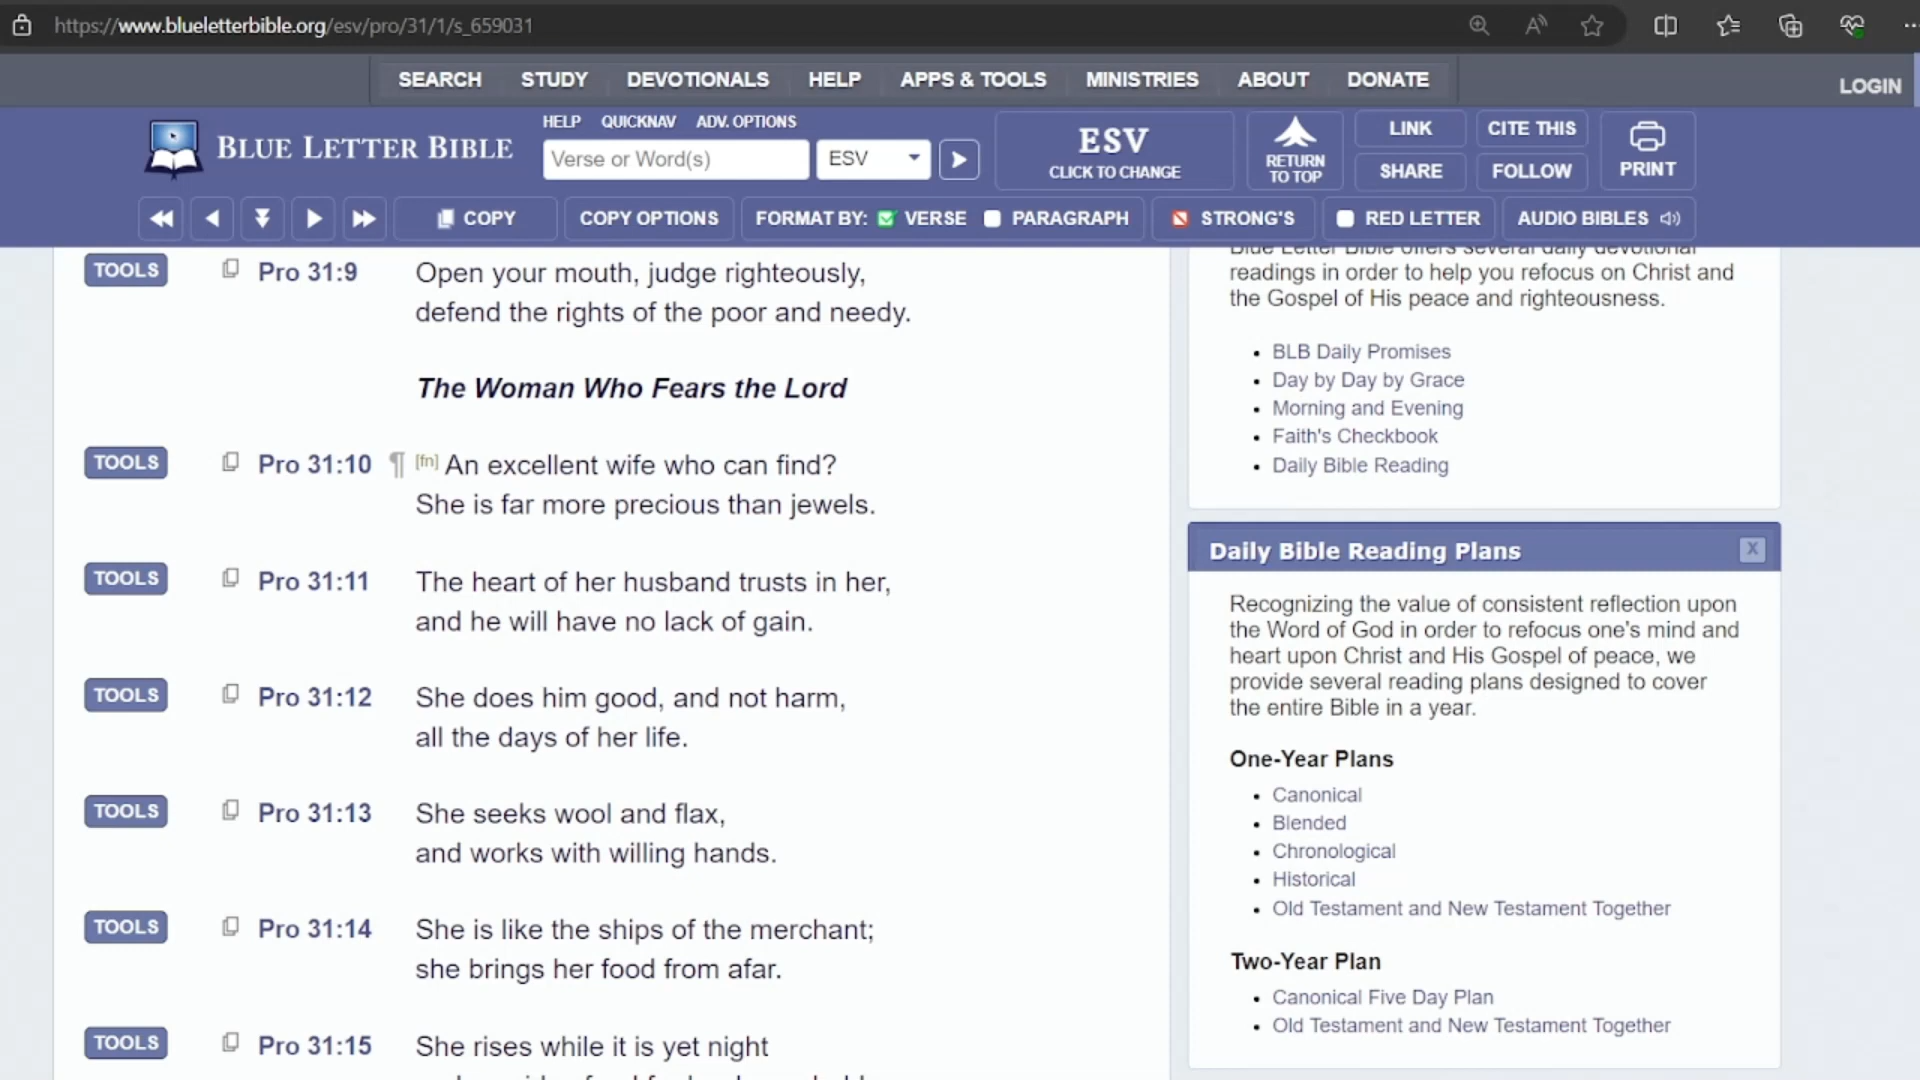 https://www.blueletterbible.org/esv/pro/31/1/s_659031
SEARCH STUDY DEVOTIONALS HELP APPS & TOOLS MINISTRIES ABOUT DONATE
LOGIN
BLUE LETTER BIBLE
HELP QUICKNAV ADV. OPTIONS
Verse or Word(s)
ESV
ESV
CLICK TO CHANGE
RETURN
TO TOP
LINK
CITE THIS
SHARE
FOLLOW
PRINT
COPY
COPY OPTIONS
FORMAT BY: VERSE PARAGRAPH
STRONG'S
RED LETTER
AUDIO BIBLES
TOOLS Pro 31:9 Open your mouth, judge righteously,
defend the rights of the poor and needy.
The Woman Who Fears the Lord
TOOLS Pro 31:10 ¶ [fn] An excellent wife who can find?
She is far more precious than jewels.
TOOLS Pro 31:11 The heart of her husband trusts in her,
and he will have no lack of gain.
TOOLS Pro 31:12 She does him good, and not harm,
all the days of her life.
TOOLS Pro 31:13 She seeks wool and flax,
and works with willing hands.
TOOLS Pro 31:14 She is like the ships of the merchant;
she brings her food from afar.
TOOLS Pro 31:15 She rises while it is yet night
Blue Letter Bible offers several daily devotional
readings in order to help you refocus on Christ and
the Gospel of His peace and righteousness.
• BLB Daily Promises
• Day by Day by Grace
• Morning and Evening
• Faith's Checkbook
• Daily Bible Reading
Daily Bible Reading Plans
X
Recognizing the value of consistent reflection upon
the Word of God in order to refocus one's mind and
heart upon Christ and His Gospel of peace, we
provide several reading plans designed to cover
the entire Bible in a year.
One-Year Plans
• Canonical
• Blended
• Chronological
• Historical
• Old Testament and New Testament Together
Two-Year Plan
• Canonical Five Day Plan
• Old Testament and New Testament Together